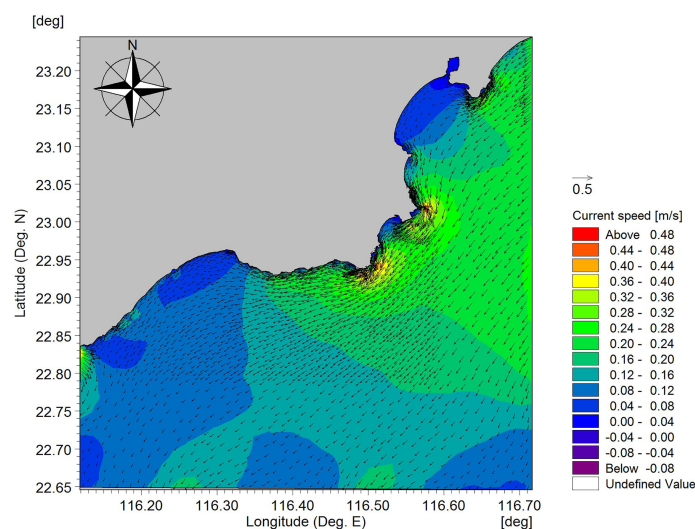 [deg]
N
23.20
23.15
23.10
23.05
23.00
22.95
22.90
22.85
22.80
22.75
22.70
22.65
Latitude (Deg. N)
116.20
116.30
116.40
116.50
116.60
116.70
Longitude (Deg. E)
[deg]
0.5
Current speed [m/s]
Above 0.48
0.44 - 0.48
0.40 - 0.44
0.36 - 0.40
0.32 - 0.36
0.28 - 0.32
0.24 - 0.28
0.20 - 0.24
0.16 - 0.20
0.12 - 0.16
0.08 - 0.12
0.04 - 0.08
0.00 - 0.04
-0.04 - 0.00
-0.08 - -0.04
Below -0.08
Undefined Value